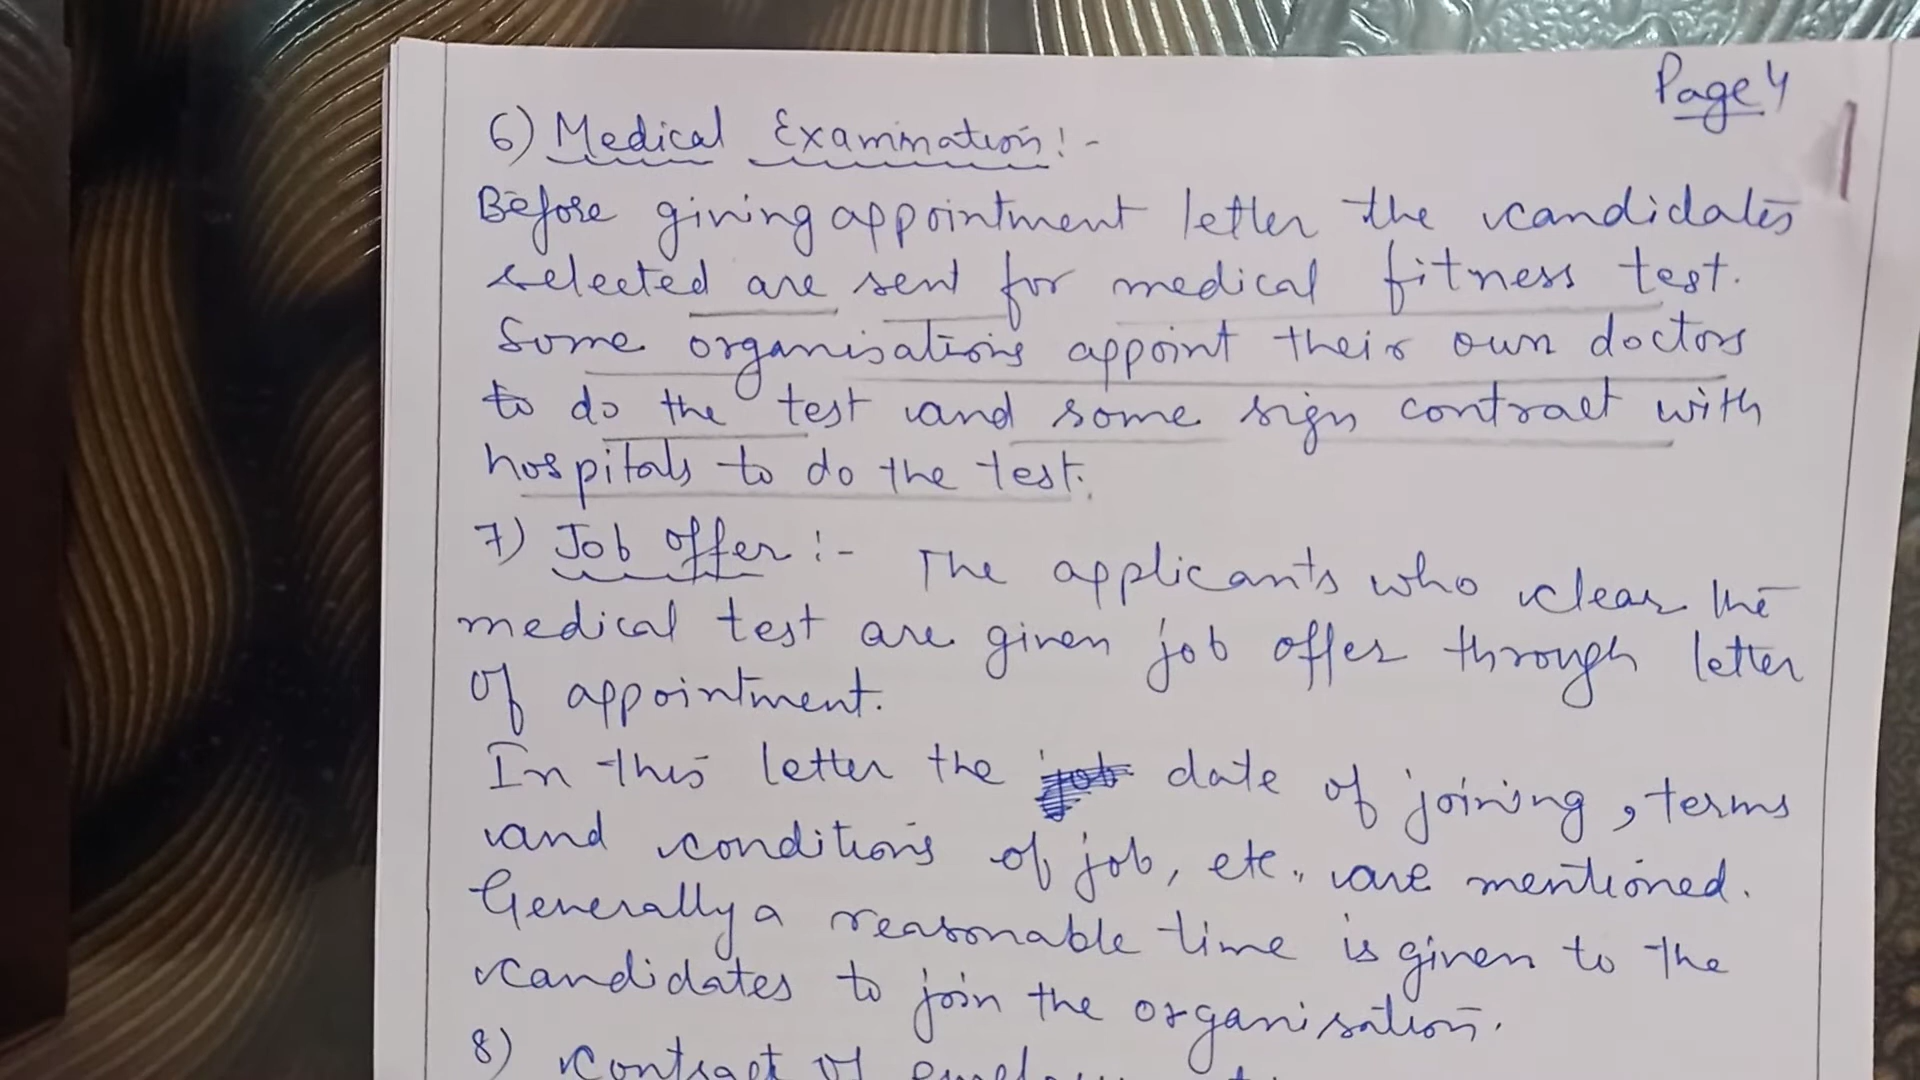 Page 4
6) Medical Examination:-
Before giving appointment letter the candidates
selected are sent for medical fitness test.
Some organisations appoint their own doctors
to do the test and some sign contract with
hospitals to do the test.
7) Job offer :- The applicants who clear the
medical test are given job offer through letter
of appointment.
In this letter the date of joining, terms
and conditions of job, etc., are mentioned.
Generally a reasonable time is given to the
candidates to join the organisation.
8) Contract of